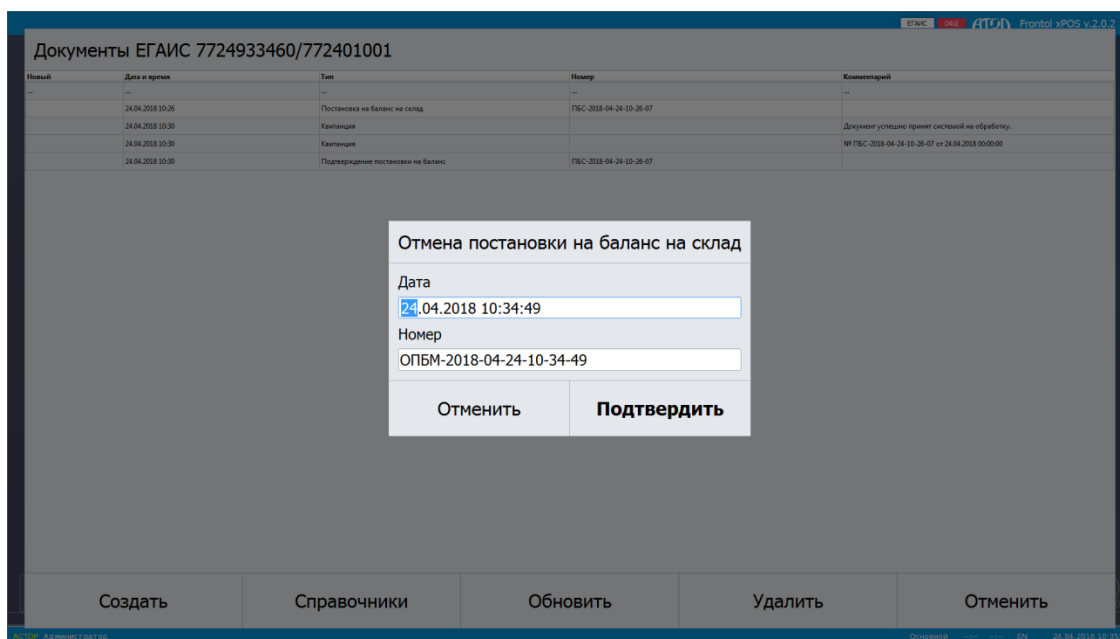 ЕГАИС ОФД АТОЛ Frontol xPOS v.2.0.2
Документы ЕГАИС 7724933460/772401001
Новый Дата и время Тип Номер Комментарий
... ... ... ... ...
24.04.2018 10:26 Постановка на баланс на склад ПБС-2018-04-24-10-26-07
24.04.2018 10:30 Квитанция Документ успешно принят системой на обработку.
24.04.2018 10:30 Квитанция № ПБС-2018-04-24-10-26-07 от 24.04.2018 00:00:00
24.04.2018 10:30 Подтверждение постановки на баланс ПБС-2018-04-24-10-26-07
Отмена постановки на баланс на склад
Дата
24.04.2018 10:34:49
Номер
ОПБМ-2018-04-24-10-34-49
Отменить Подтвердить
Создать Справочники Обновить Удалить Отменить
АСТОР Администратор Основной --:-- --:-- EN 24.04.2018